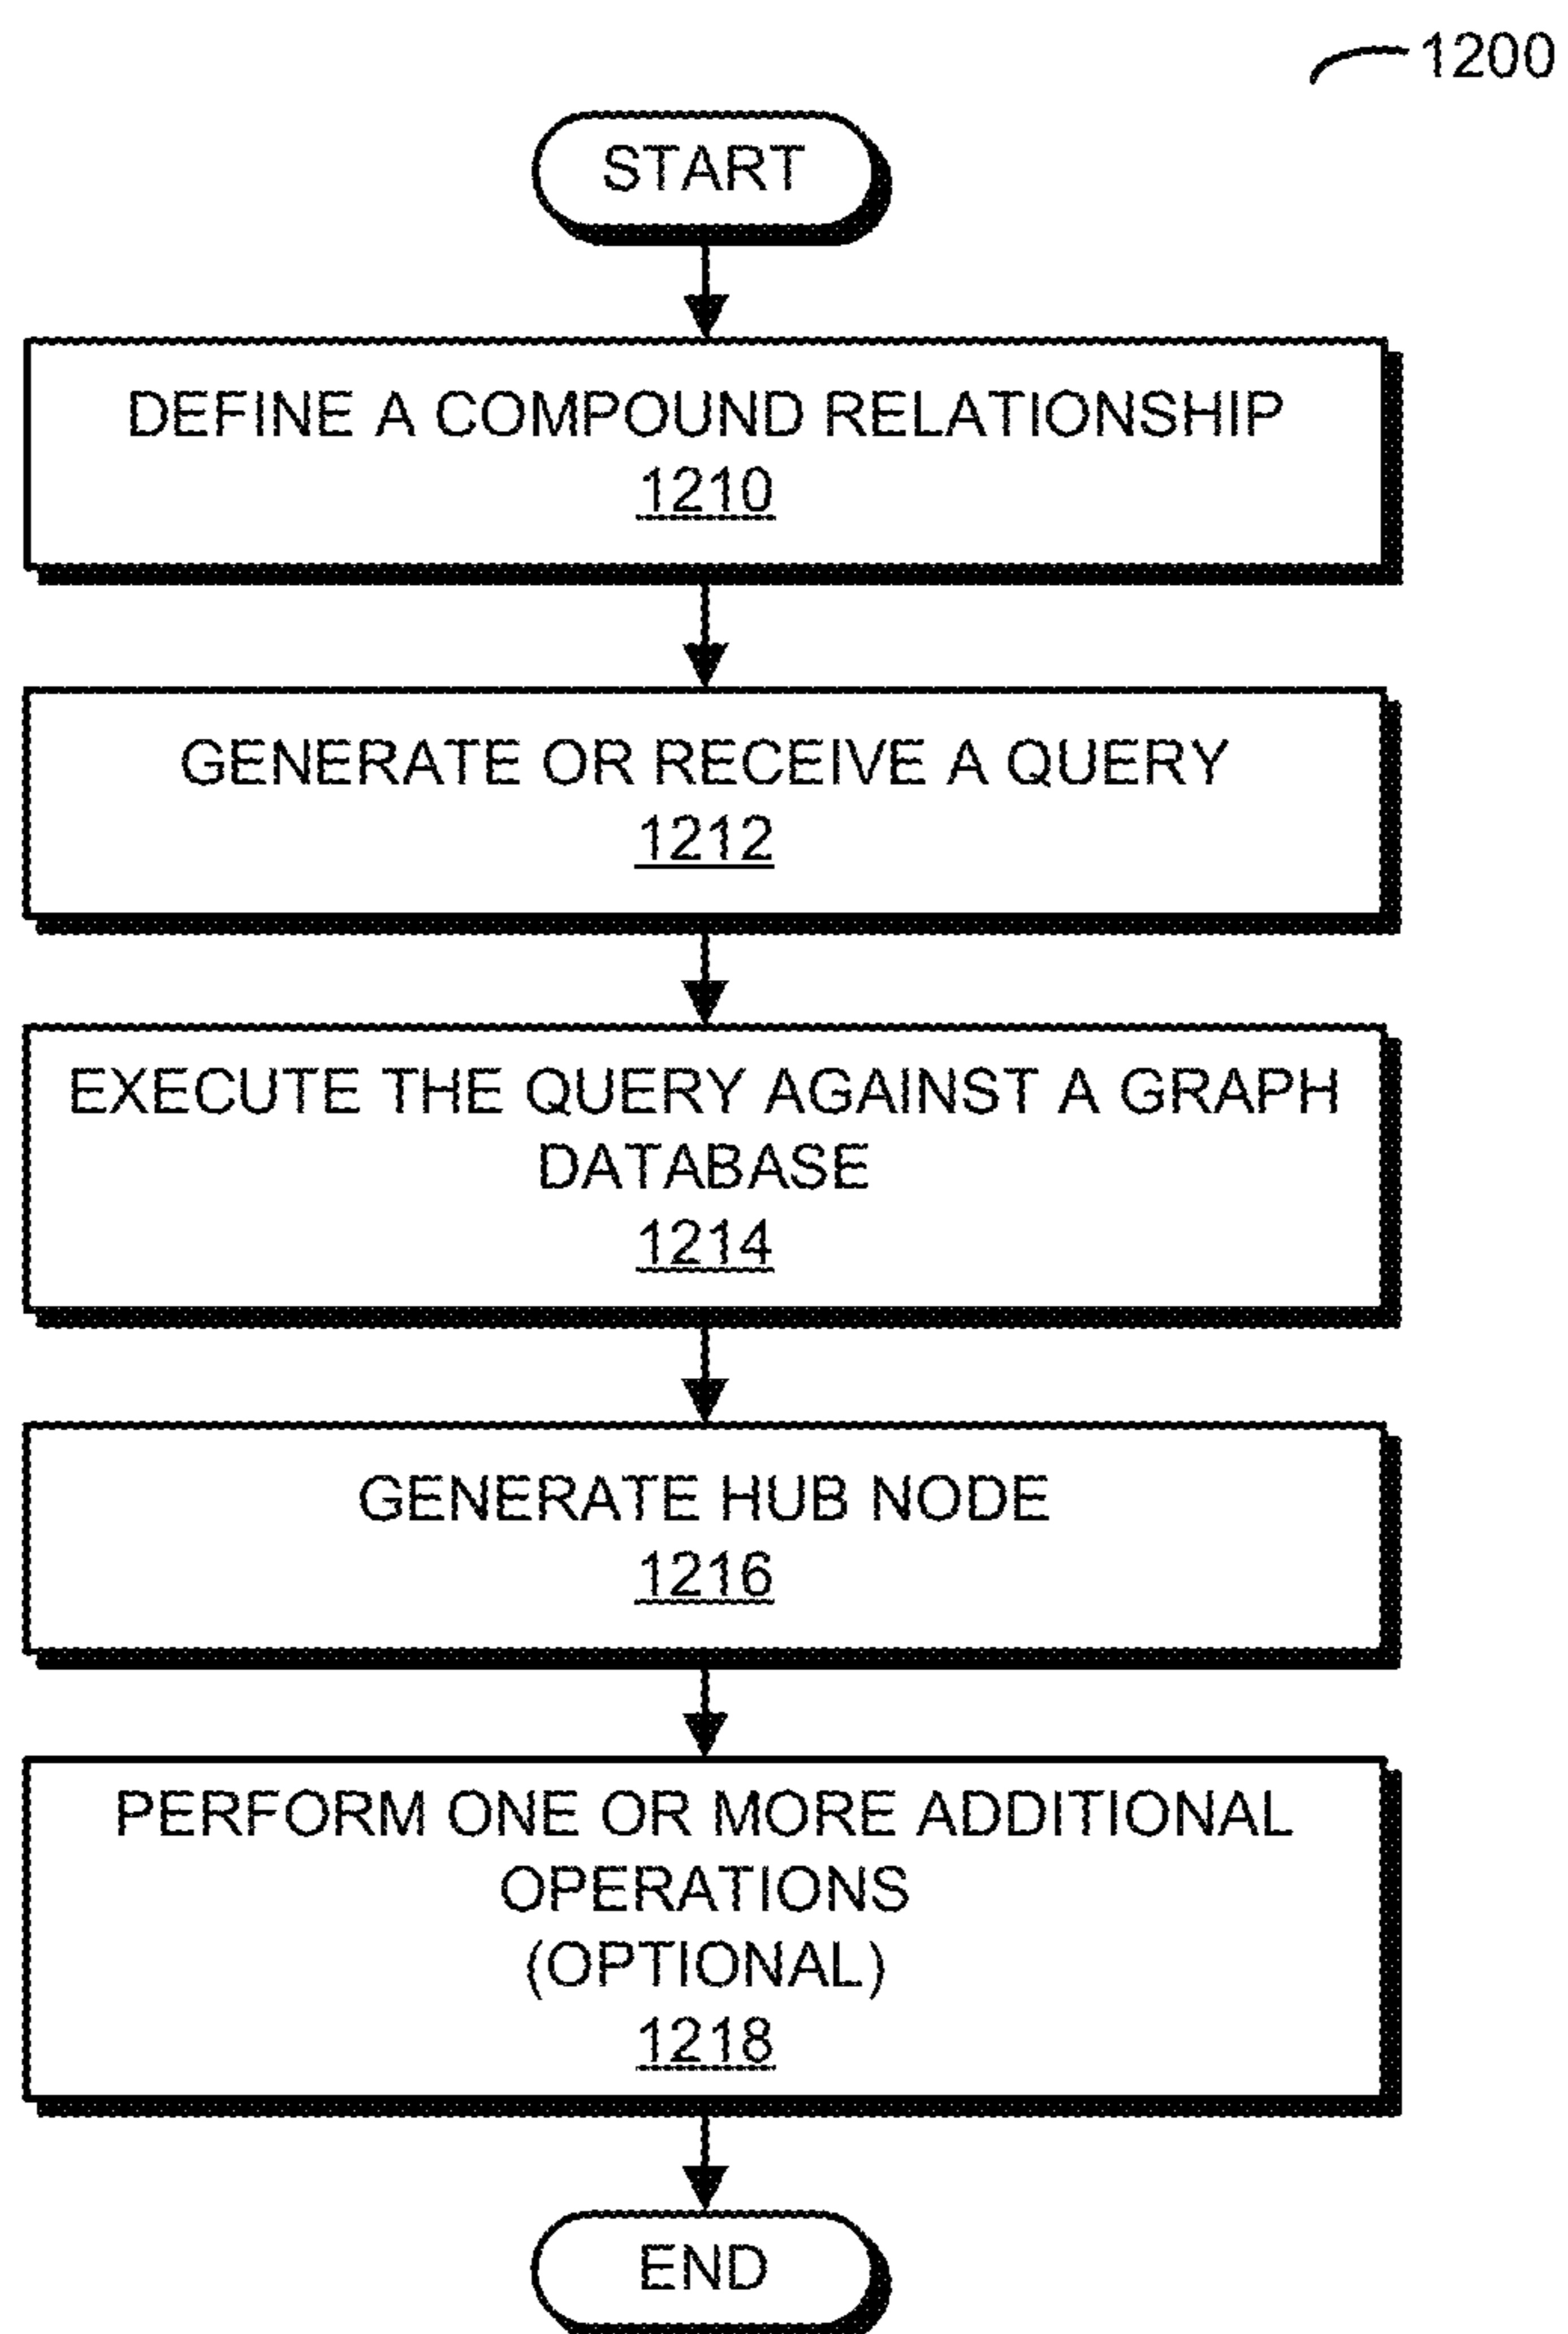 1200
START
DEFINE A COMPOUND RELATIONSHIP
1210
GENERATE OR RECEIVE A QUERY
1212
EXECUTE THE QUERY AGAINST A GRAPH
DATABASE
1214
GENERATE HUB NODE
1216
PERFORM ONE OR MORE ADDITIONAL
OPERATIONS
(OPTIONAL)
1218
END